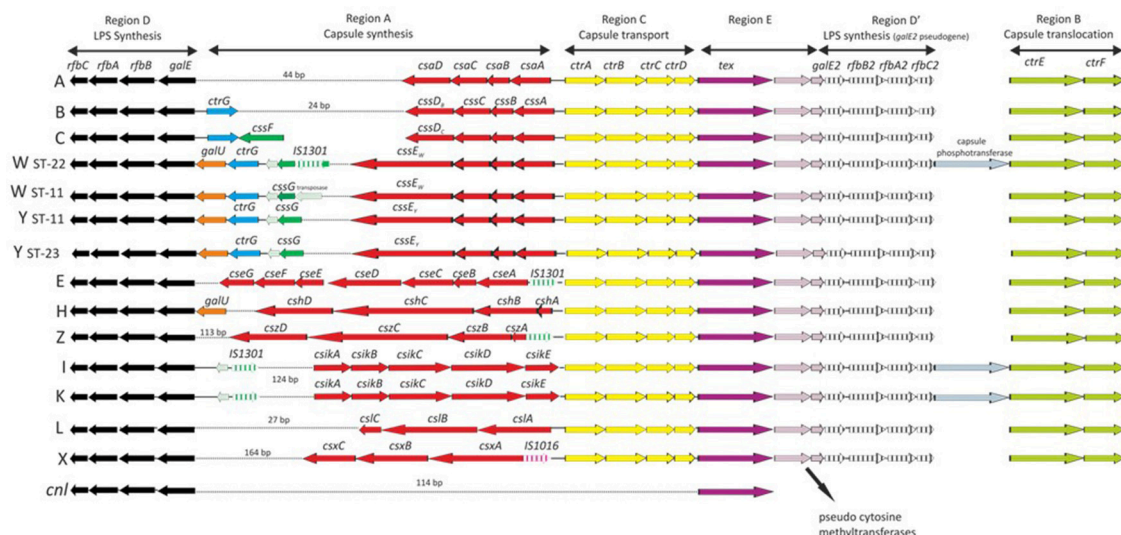 Region D Region A Region C Region E Region D' Region B
LPS Synthesis Capsule synthesis Capsule transport LPS synthesis (galE2 pseudogene) Capsule translocation
rfbC rfbA rfbB galE csaD csaC csaB csaA ctrA ctrB ctrC ctrD tex galE2 rfbB2 rfbA2 rfbC2 ctrE ctrF
A 44 bp
ctrG 24 bp cssD_B cssC cssB cssA
B
C cssF cssD_C
galU ctrG IS1301 cssE_W capsule
W ST-22 phosphotransferase
W ST-11 cssG transposase cssE_W
ctrG
Y ST-11 cssG cssE_Y
ctrG cssG cssE_Y
Y ST-23
cseG cseF cseE cseD cseC cseB cseA IS1301
E
galU cshD cshC cshB cshA
H
113 bp cszD cszC cszB cszA
Z
IS1301 csikA csikB csikC csikD csikE
I
124 bp
csikA csikB csikC csikD csikE
K
27 bp cslC cslB cslA
L
csxC csxB csxA IS1016
X 164 bp
cnl 114 bp
pseudo cytosine
methyltransferases